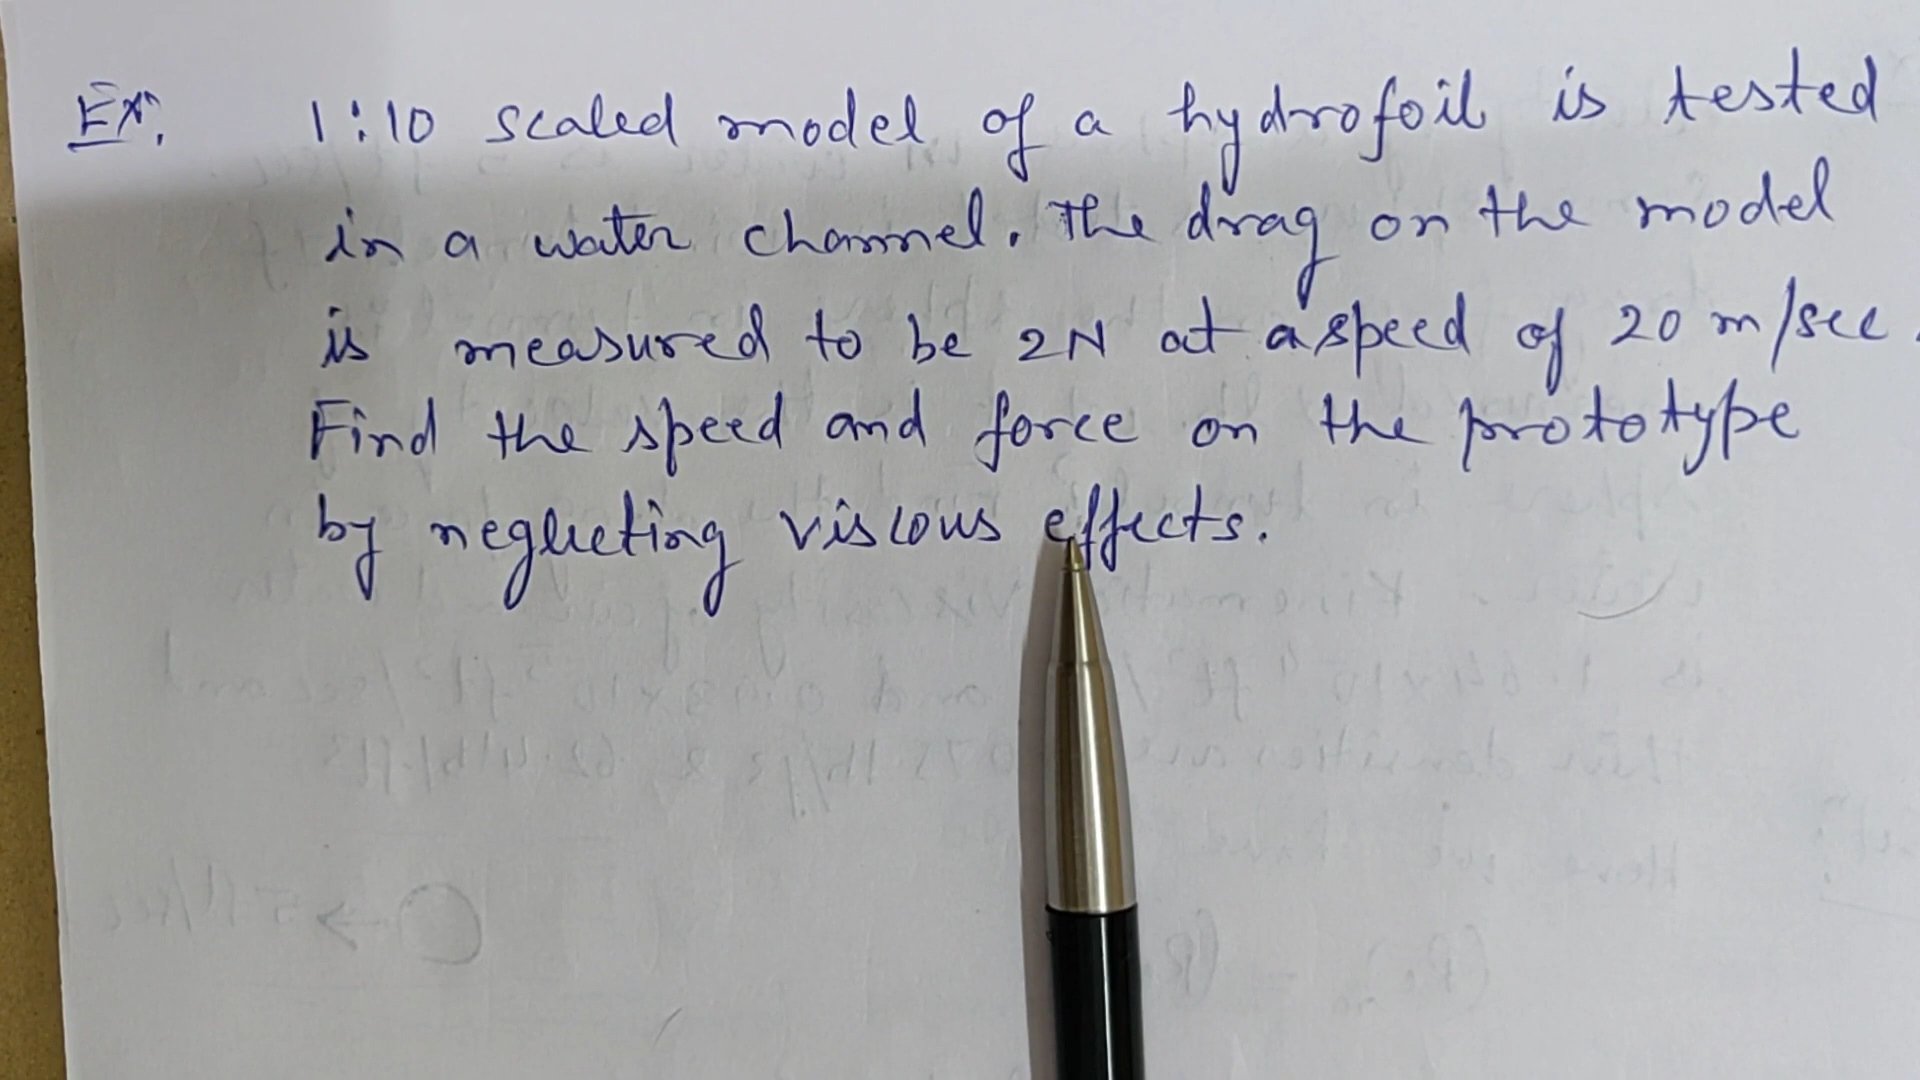 Ex. 1:10 scaled model of a hydrofoil is tested
in a water channel. The drag on the model
is measured to be 2N at a speed of 20 m/sec.
Find the speed and force on the prototype
by neglecting viscous effects.